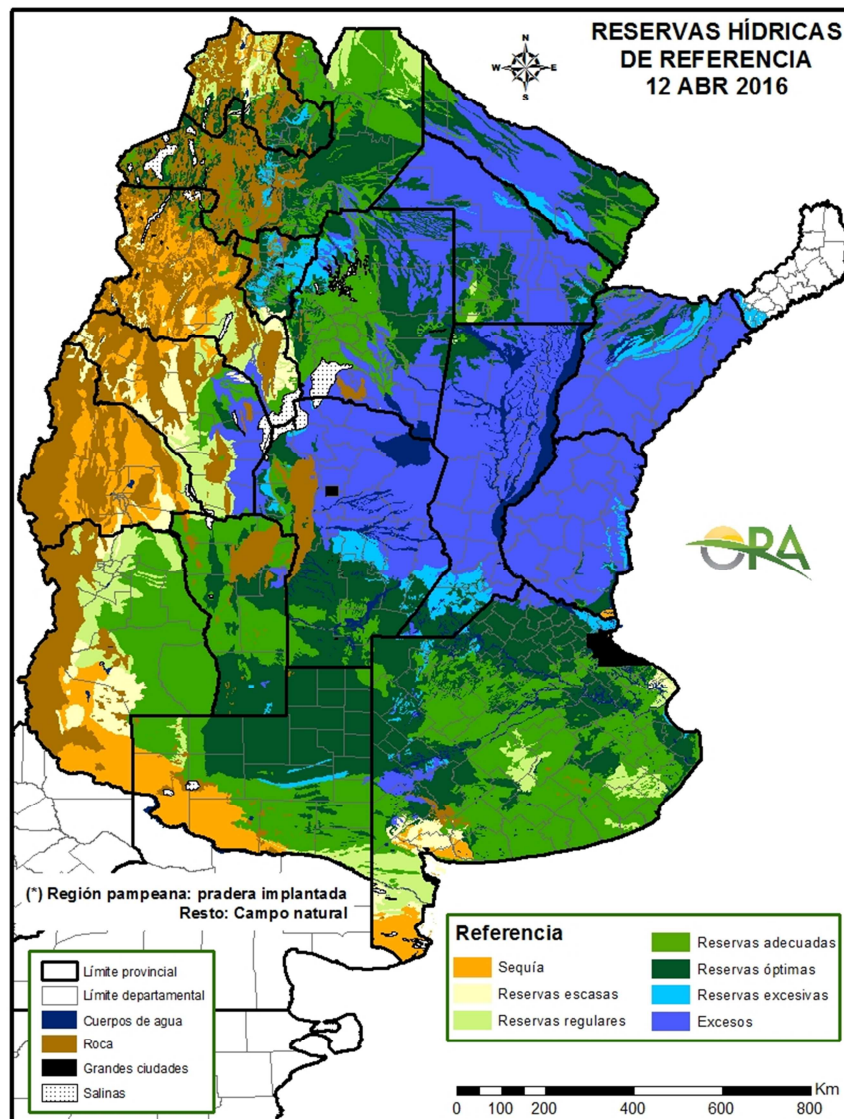 RESERVAS HÍDRICAS
DE REFERENCIA
12 ABR 2016
N
W E
S
ORA
(*) Región pampeana: pradera implantada
Resto: Campo natural
Límite provincial
Límite departamental
Cuerpos de agua
Roca
Grandes ciudades
Salinas
Referencia
Sequía
Reservas escasas
Reservas regulares
Reservas adecuadas
Reservas óptimas
Reservas excesivas
Excesos
Km
0 100 200 400 600 800